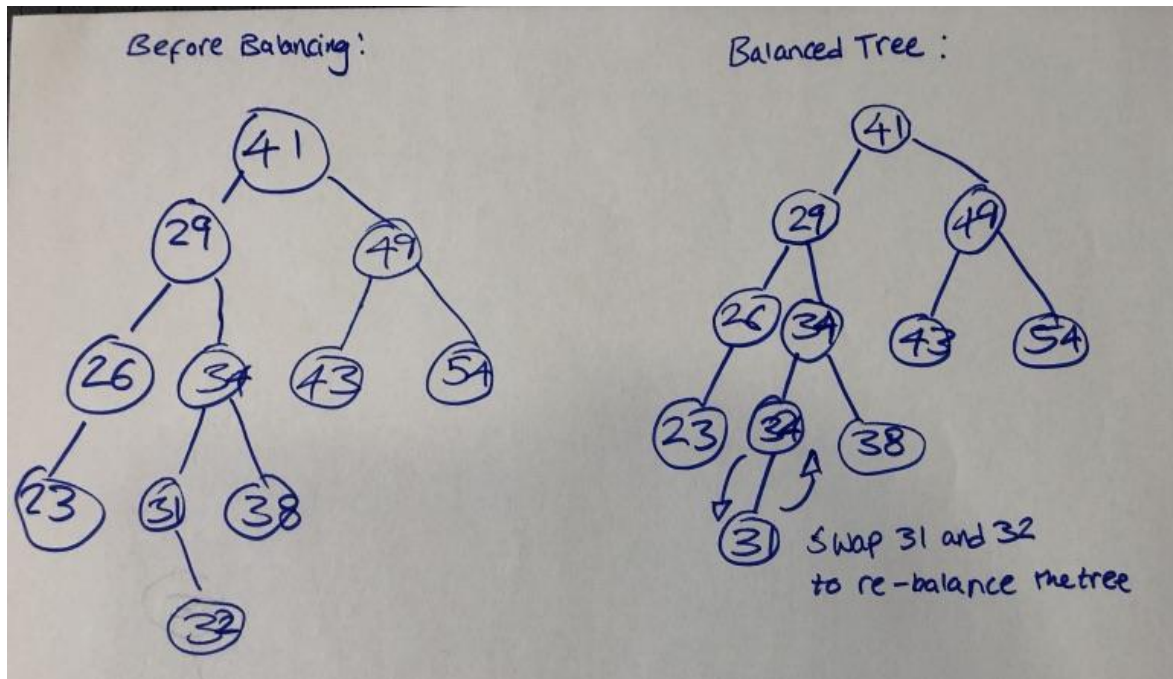 Before Balancing:
41
29 49
26 34 43 54
23 31 38
32
Balanced Tree:
41
29 49
26 34 43 54
23 38
31
Swap 31 and 32
to re-balance the tree